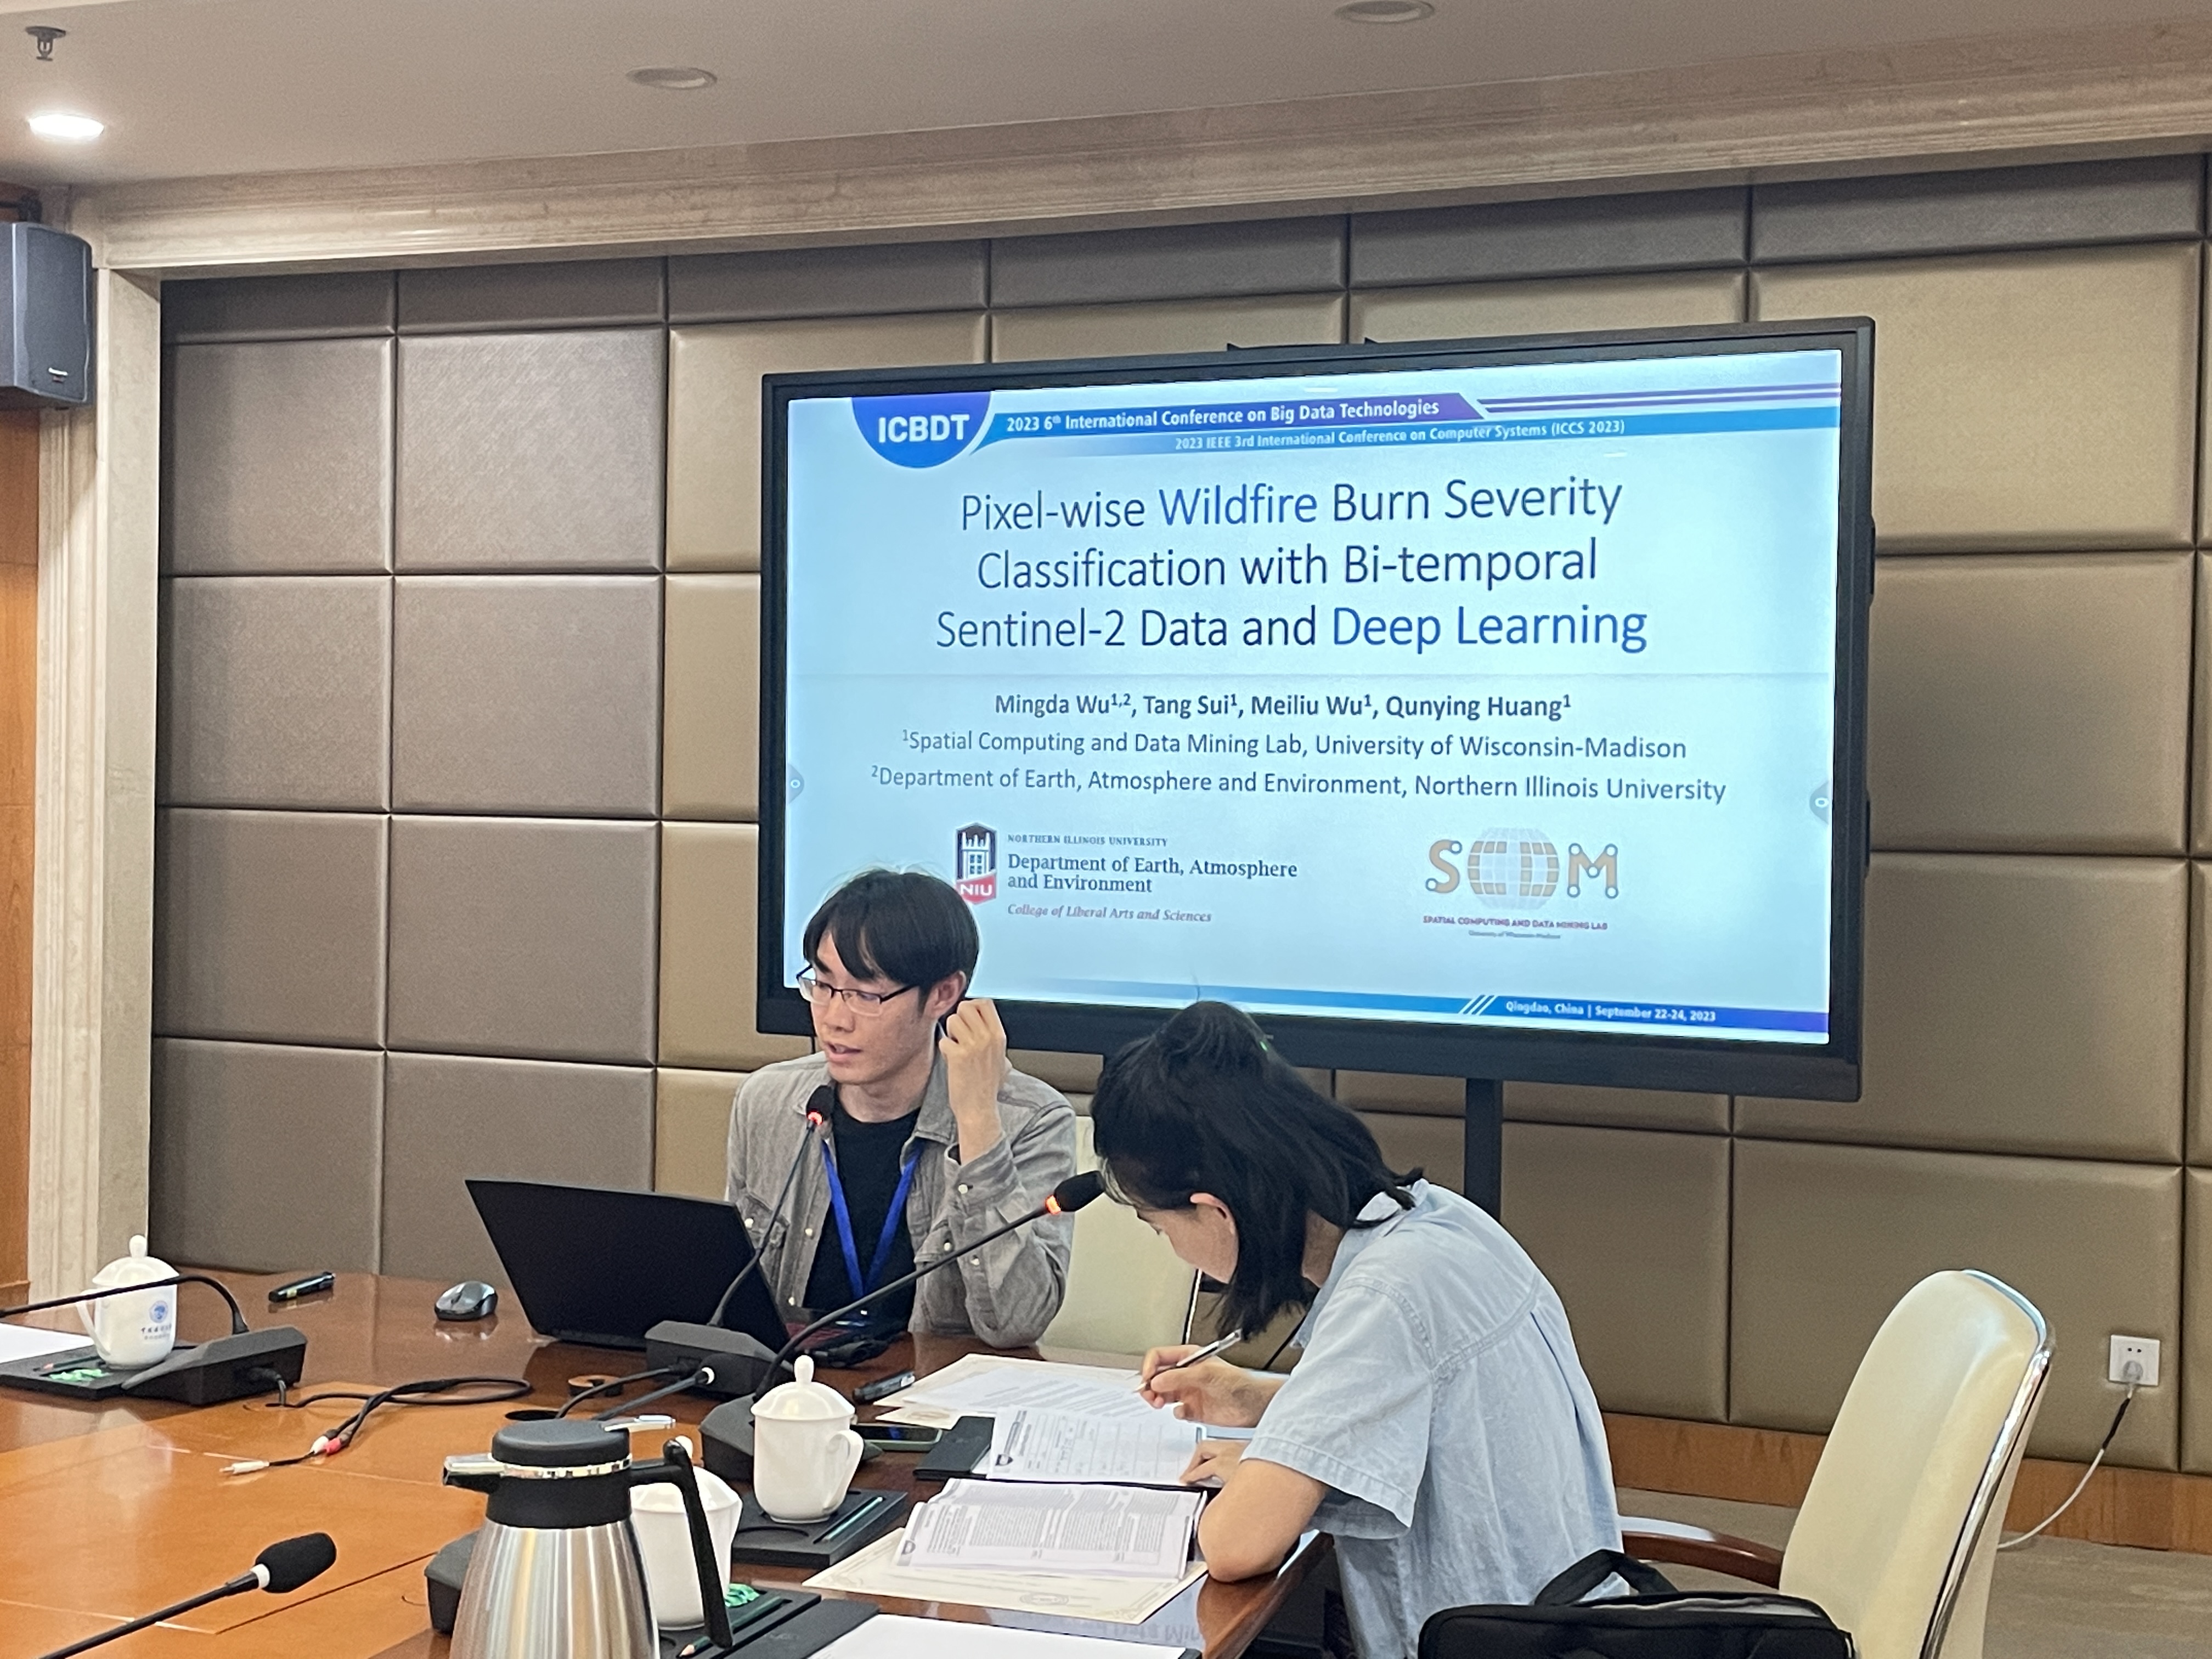 ICBDT
2023 6th International Conference on Big Data Technologies
2023 IEEE 3rd International Conference on Computer Systems (ICCS 2023)
Pixel-wise Wildfire Burn Severity
Classification with Bi-temporal
Sentinel-2 Data and Deep Learning
Mingda Wu1,2, Tang Sui1, Meiliu Wu1, Qunying Huang1
1Spatial Computing and Data Mining Lab, University of Wisconsin-Madison
2Department of Earth, Atmosphere and Environment, Northern Illinois University
NORTHERN ILLINOIS UNIVERSITY
Department of Earth, Atmosphere
and Environment
NIU
College of Liberal Arts and Sciences
SCDM
SPATIAL COMPUTING AND DATA MINING LAB
University of Wisconsin-Madison
Qingdao, China | September 22-24, 2023